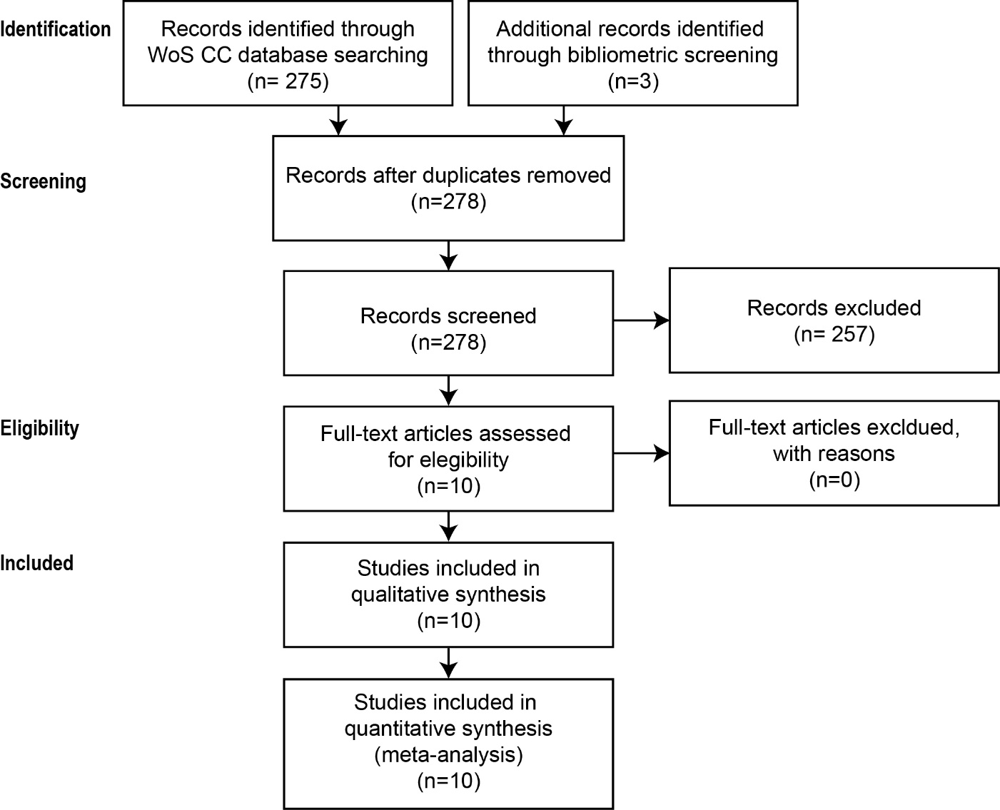 Identification
Records identified through
WoS CC database searching
(n= 275)
Additional records identified
through bibliometric screening
(n=3)
Screening
Records after duplicates removed
(n=278)
Records screened
(n=278)
Records excluded
(n= 257)
Eligibility
Full-text articles assessed
for elegibility
(n=10)
Full-text articles excldued,
with reasons
(n=0)
Included
Studies included in
qualitative synthesis
(n=10)
Studies included in
quantitative synthesis
(meta-analysis)
(n=10)